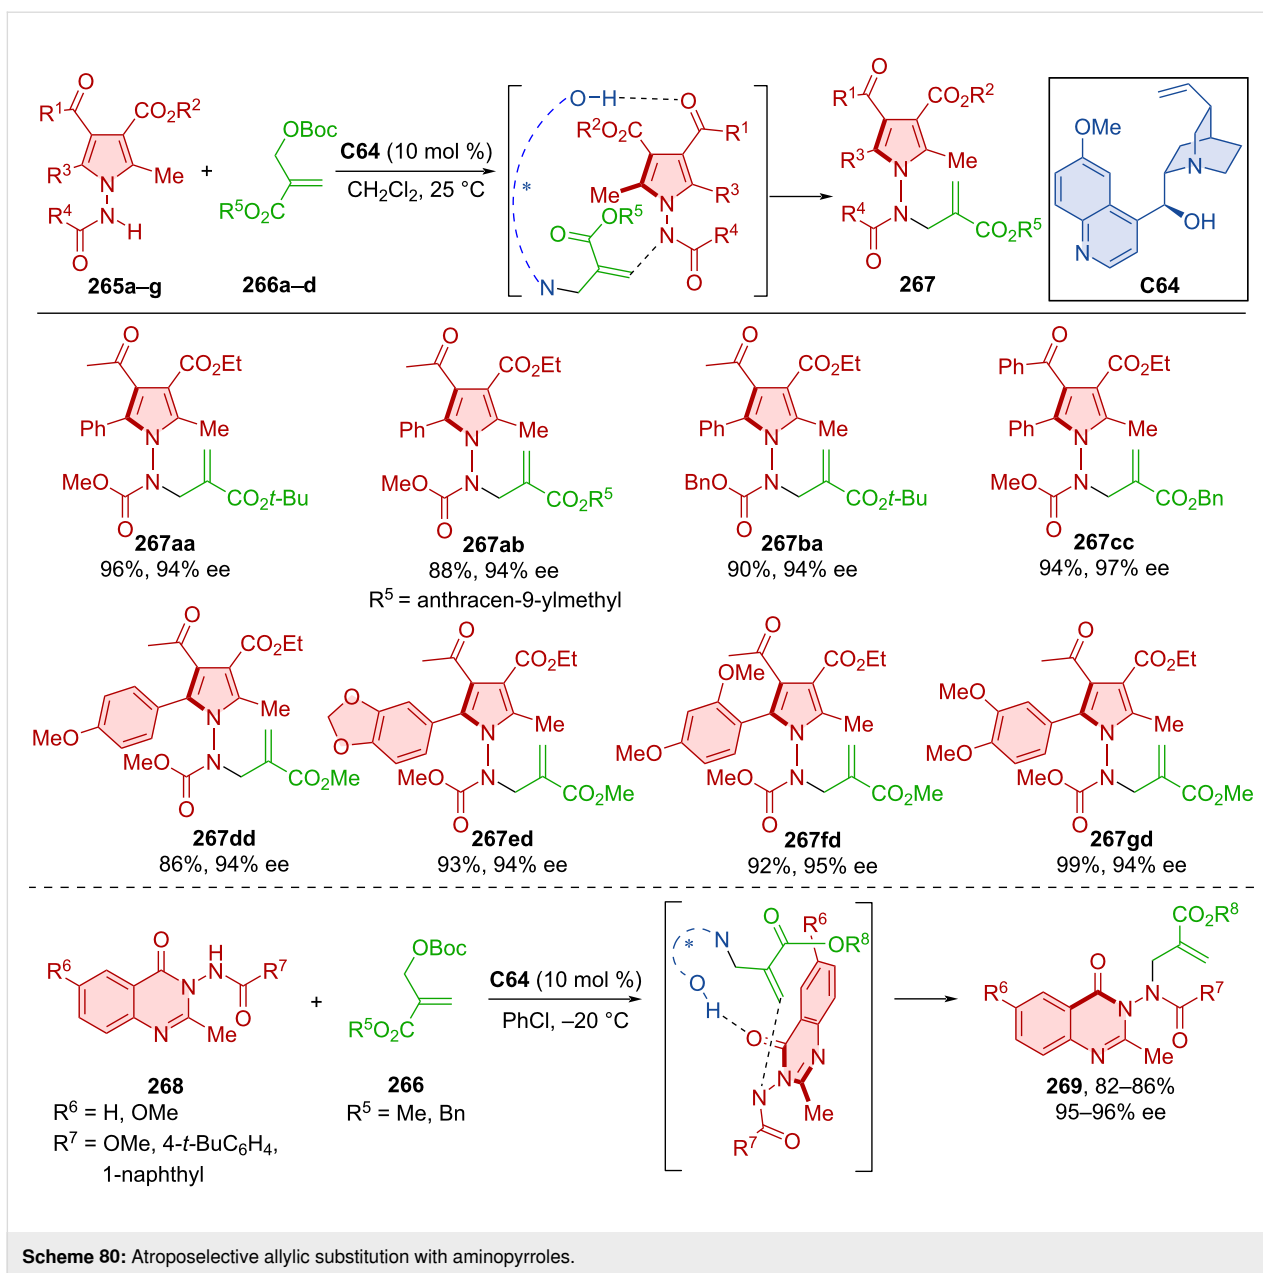 O
R¹
CO₂R²
R³
N
Me
R⁴
N
H
O
265a–g
+
OBoc
R⁵O₂C
266a–d
C64 (10 mol %)
CH₂Cl₂, 25 °C
O–H
O
R²O₂C
R¹
*
Me
N
R³
OR⁵
O
N
R⁴
O
N
O
R¹
CO₂R²
R³
N
Me
R⁴
N
O
CO₂R⁵
267
OMe
N
N
OH
C64
O
CO₂Et
Ph
N
Me
MeO
N
O
CO₂t-Bu
267aa
96%, 94% ee
O
CO₂Et
Ph
N
Me
MeO
N
O
CO₂R⁵
267ab
88%, 94% ee
R⁵ = anthracen-9-ylmethyl
O
CO₂Et
Ph
N
Me
BnO
N
O
CO₂t-Bu
267ba
90%, 94% ee
O
Ph
CO₂Et
Ph
N
Me
MeO
N
O
CO₂Bn
267cc
94%, 97% ee
O
CO₂Et
N
Me
MeO
MeO
N
O
CO₂Me
267dd
86%, 94% ee
O
CO₂Et
O
O
N
Me
MeO
N
O
CO₂Me
267ed
93%, 94% ee
O
OMe
CO₂Et
MeO
N
Me
MeO
N
O
CO₂Me
267fd
92%, 95% ee
O
CO₂Et
MeO
MeO
N
Me
MeO
N
O
CO₂Me
267gd
99%, 94% ee
R⁶
O
H
N
N
R⁷
O
N
Me
268
R⁶ = H, OMe
R⁷ = OMe, 4-t-BuC₆H₄,
1-naphthyl
+
OBoc
R⁵O₂C
266
R⁵ = Me, Bn
C64 (10 mol %)
PhCl, –20 °C
O
R⁶
N
*
OR⁸
O
H
O
N
N
N
Me
R⁷
O
CO₂R⁸
O
R⁶
N
N
R⁷
O
N
Me
269, 82–86%
95–96% ee
Scheme 80: Atroposelective allylic substitution with aminopyrroles.